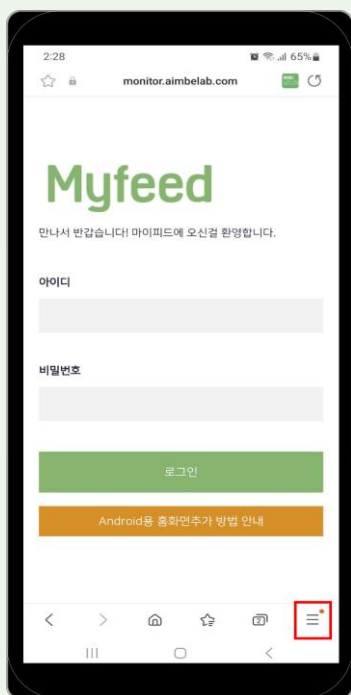 2:28 65%
monitor.aimbelab.com
Myfeed
만나서 반갑습니다! 마이피드에 오신걸 환영합니다.
아이디
비밀번호
로그인
Android용 홈화면추가 방법 안내
2